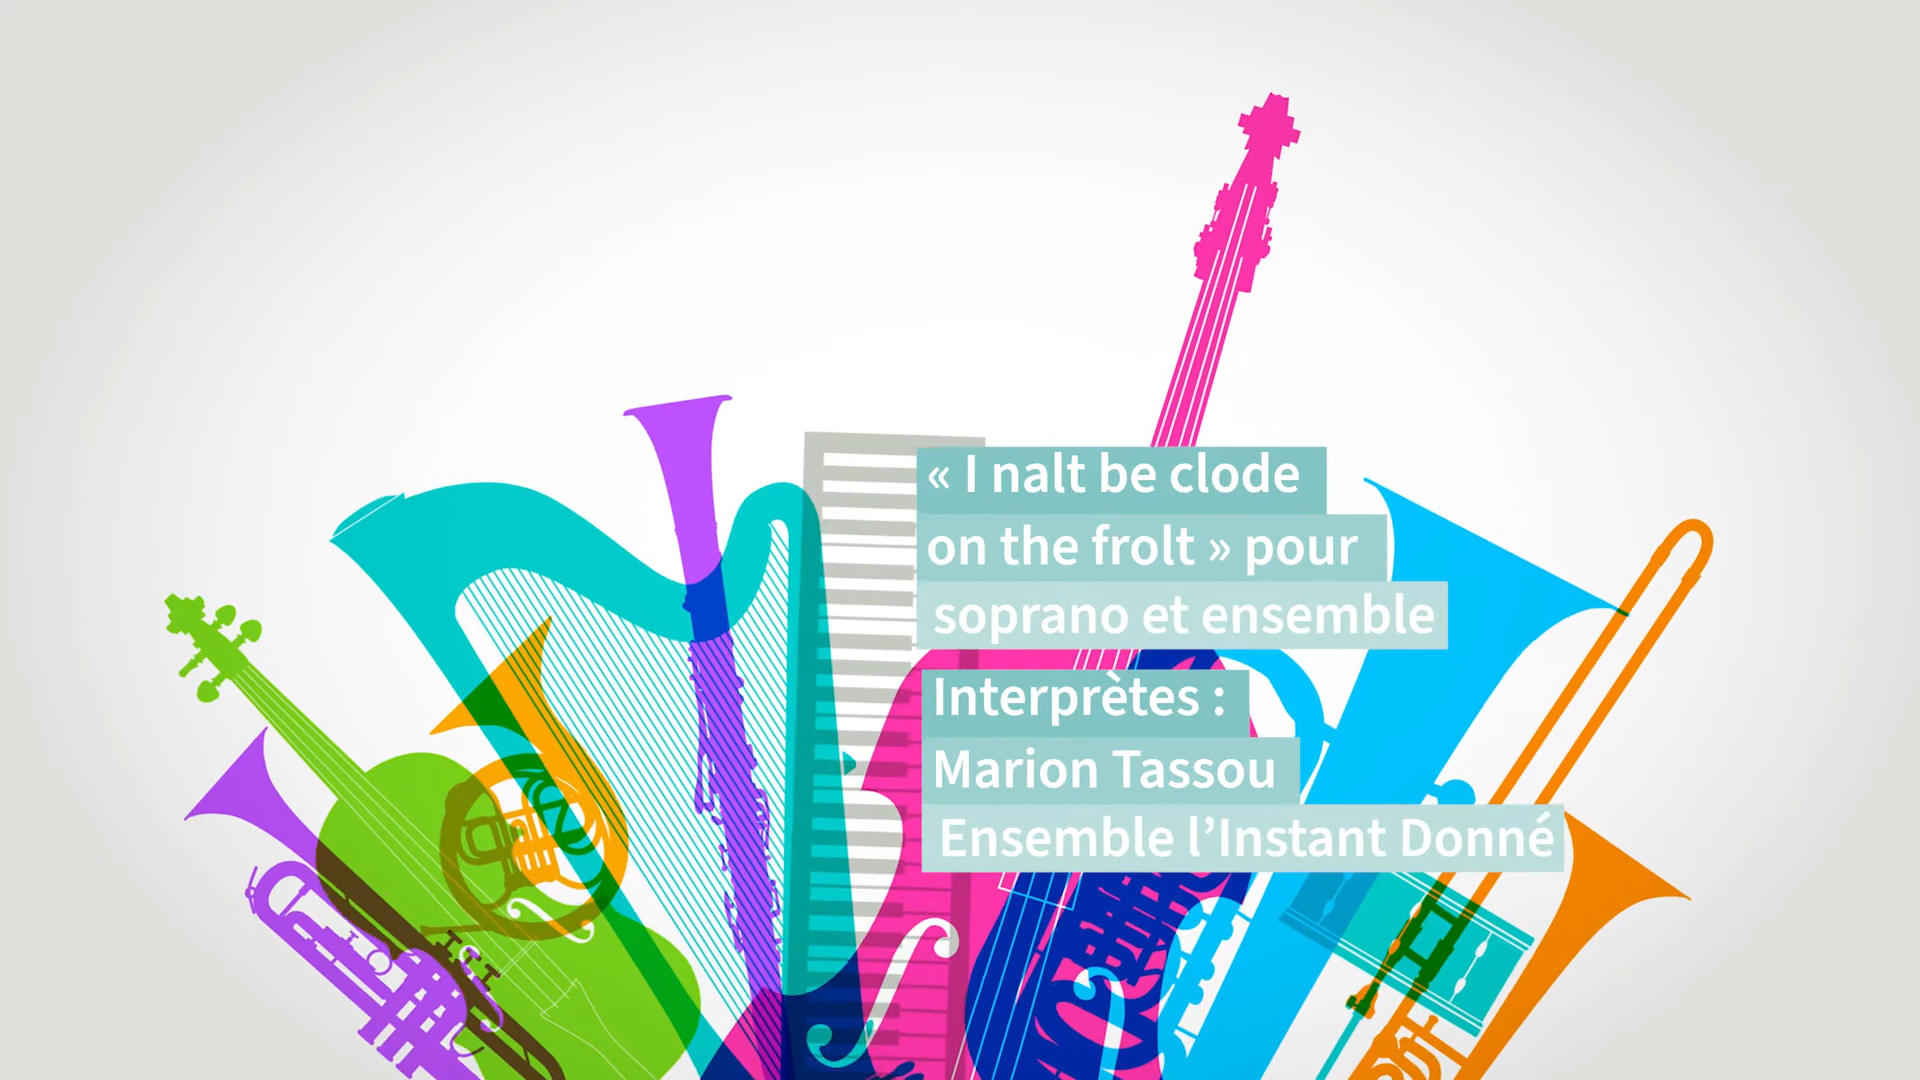 « I nalt be clode
on the frolt » pour
soprano et ensemble
Interprètes :
Marion Tassou
Ensemble l’Instant Donné